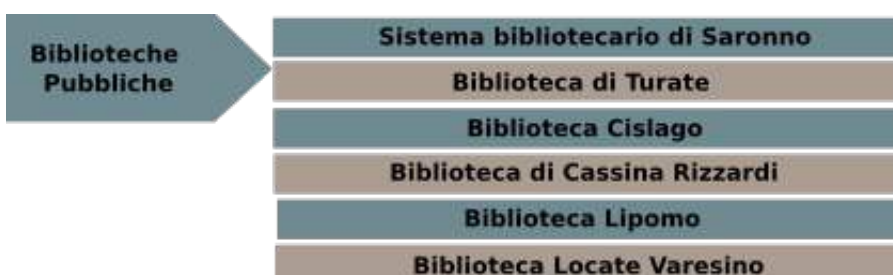 Biblioteche
Pubbliche
Sistema bibliotecario di Saronno
Biblioteca di Turate
Biblioteca Cislago
Biblioteca di Cassina Rizzardi
Biblioteca Lipomo
Biblioteca Locate Varesino